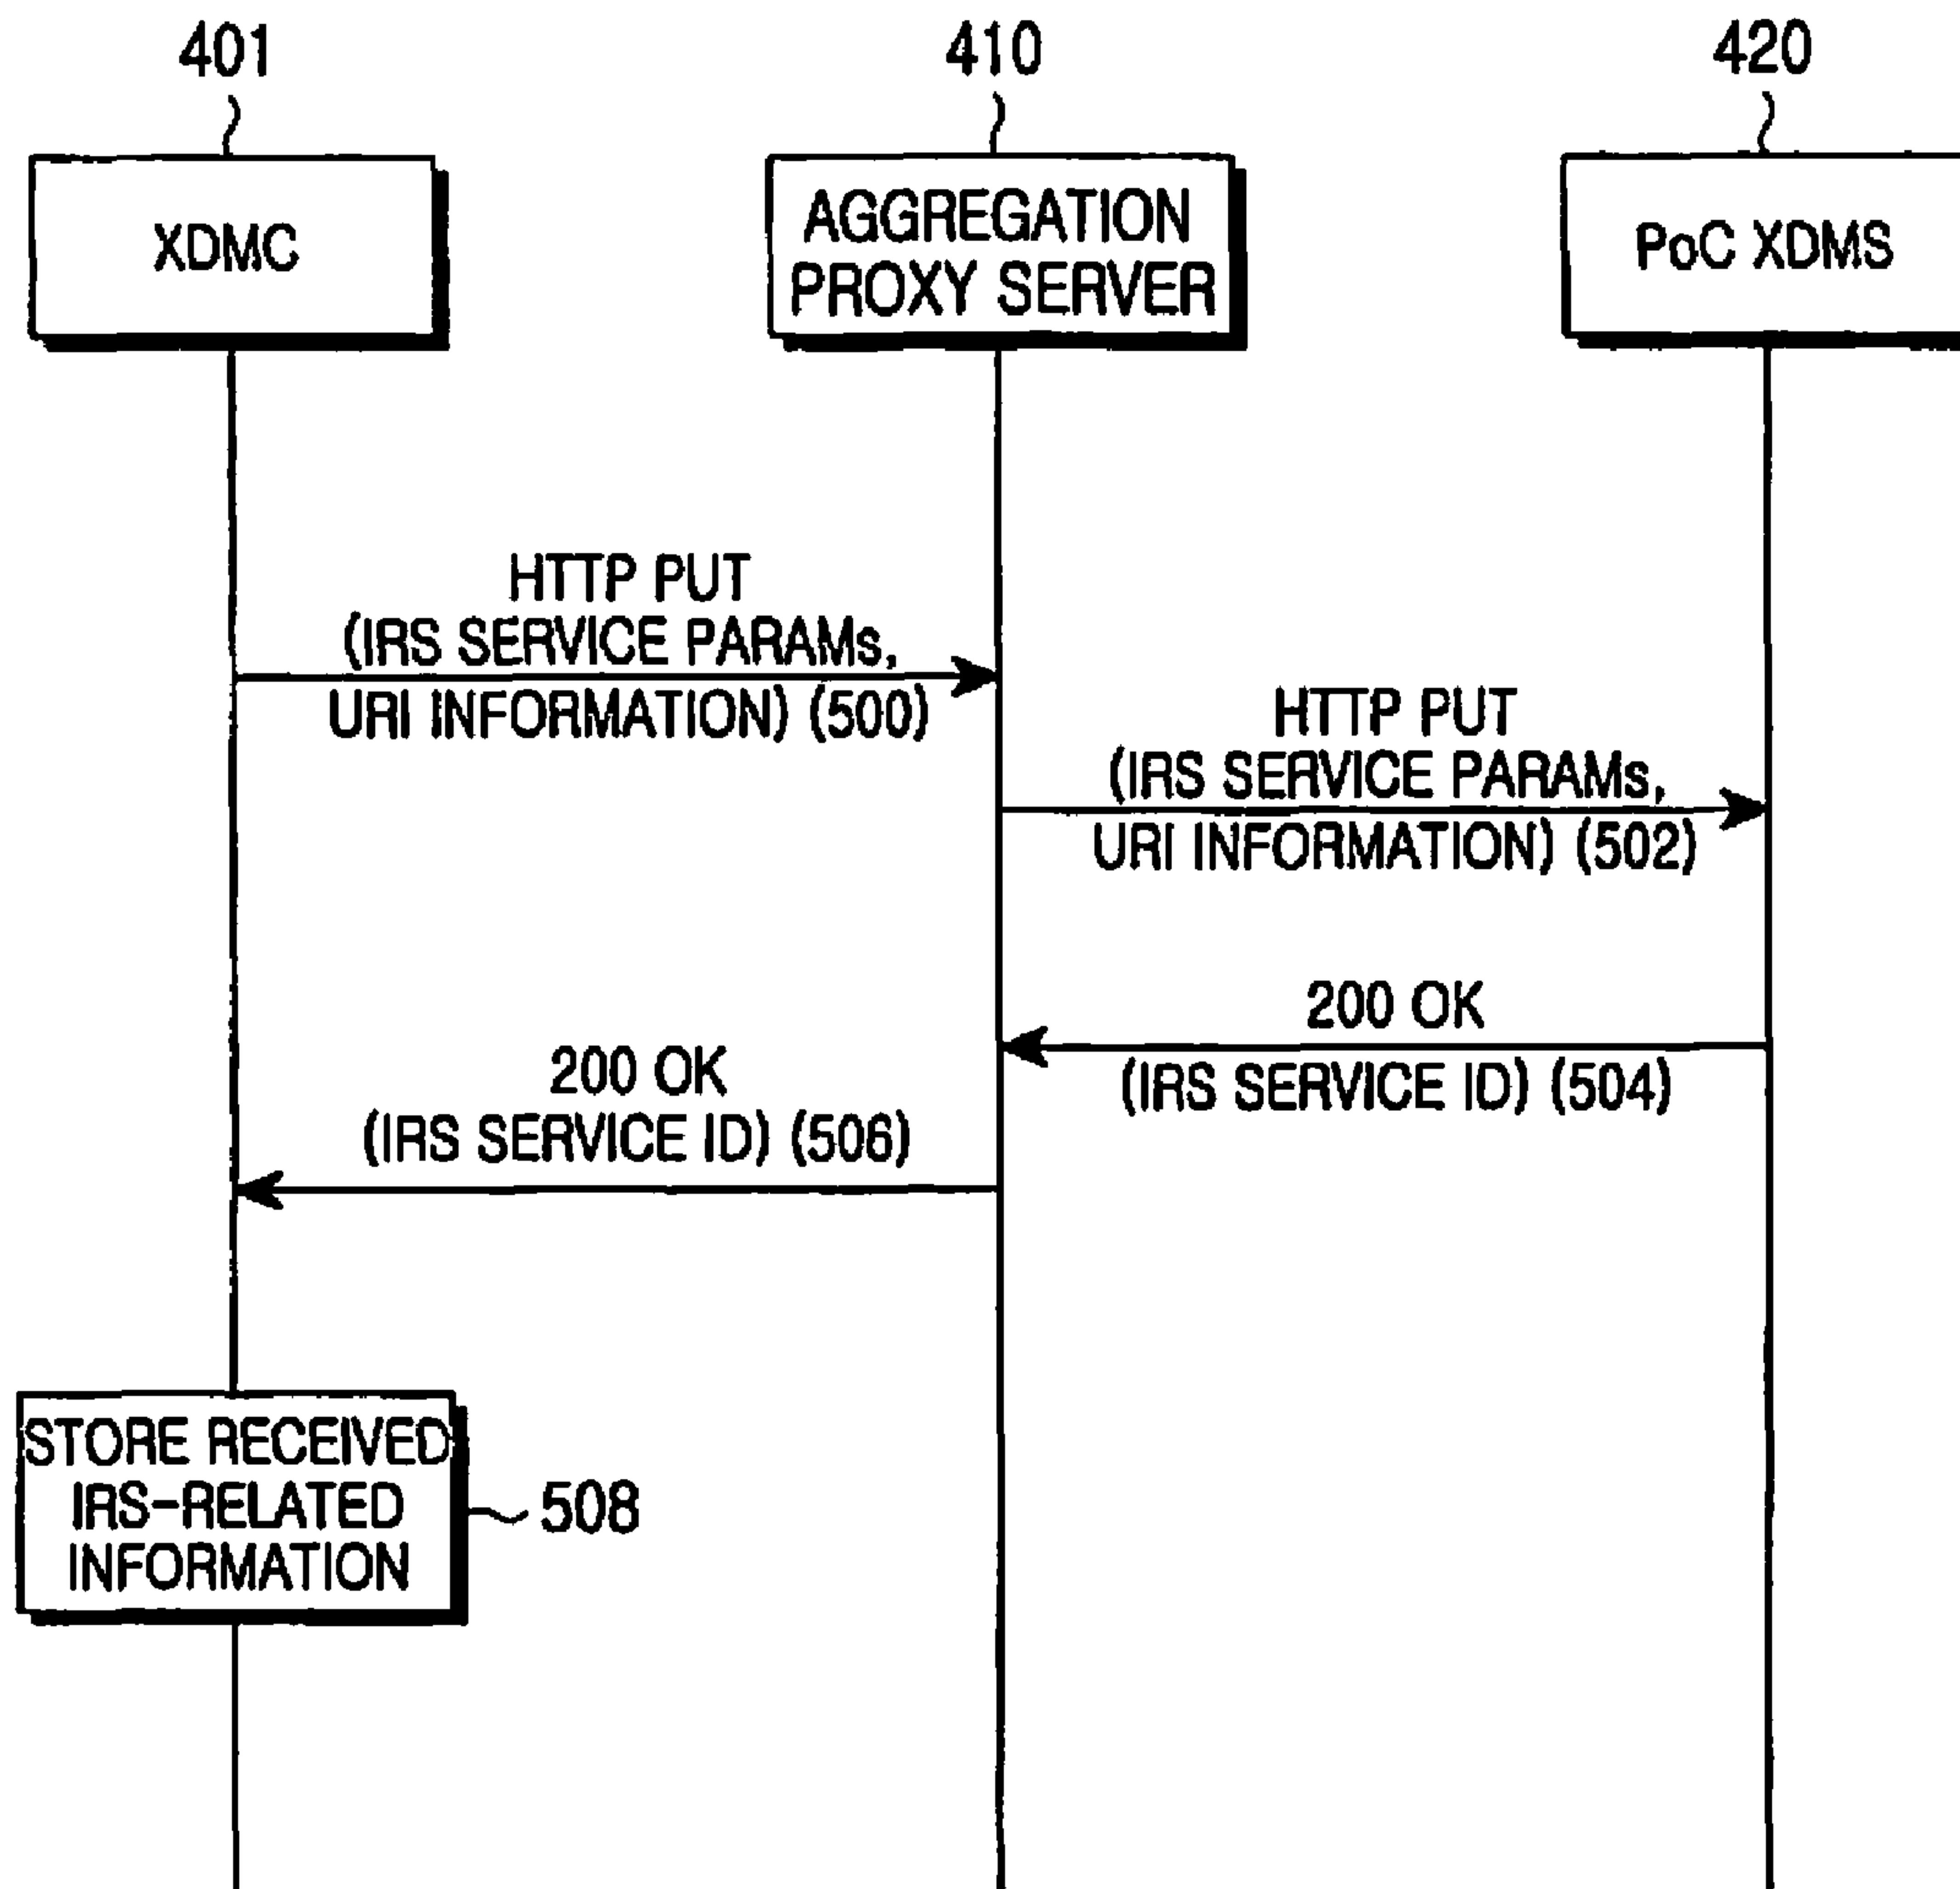 401
410
420
XDMC
AGGREGATION
PROXY SERVER
PoC XDMS
HTTP PUT
(IRS SERVICE PARAMs,
URI INFORMATION) (500)
HTTP PUT
(IRS SERVICE PARAMs,
URI INFORMATION) (502)
200 OK
(IRS SERVICE ID) (504)
200 OK
(IRS SERVICE ID) (506)
STORE RECEIVED
IRS-RELATED
INFORMATION
508